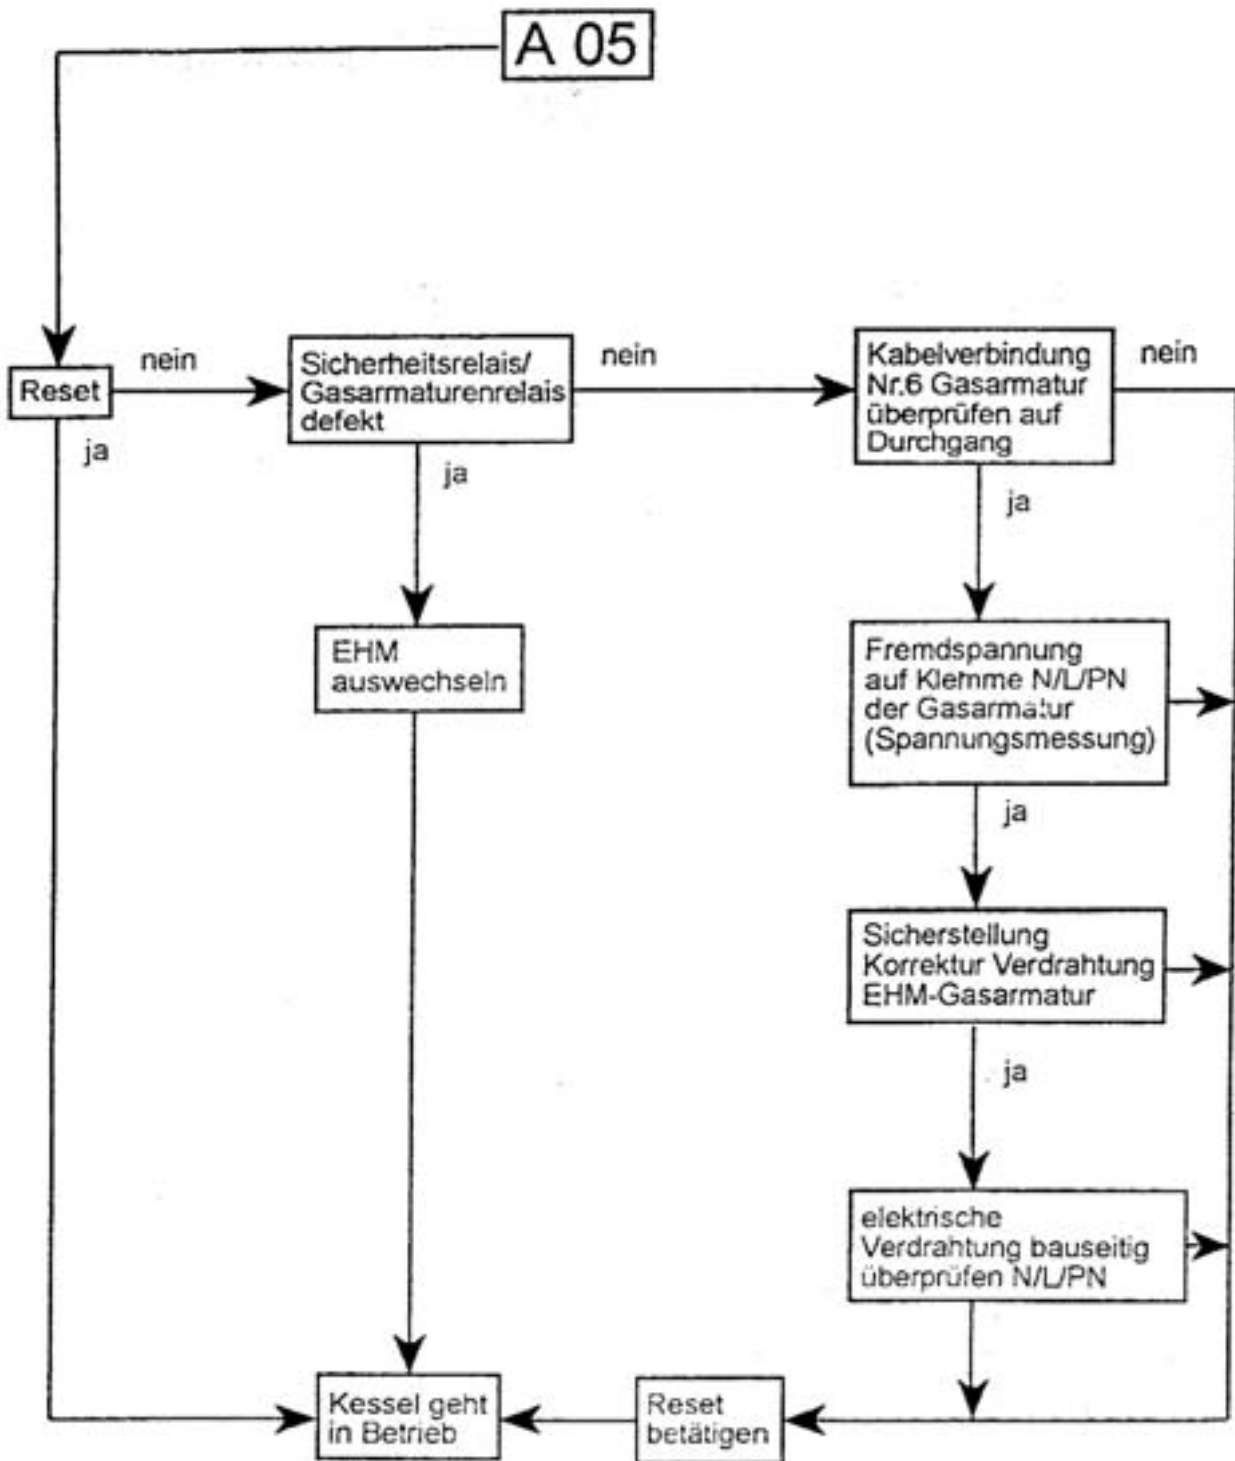 A 05
Reset
nein
ja
Sicherheitsrelais/
Gasarmaturenrelais
defekt
nein
ja
Kabelverbindung
Nr.6 Gasarmatur
überprüfen auf
Durchgang
nein
ja
EHM
auswechseln
Fremdspannung
auf Klemme N/L/PN
der Gasarmatur
(Spannungsmessung)
ja
Sicherstellung
Korrektur Verdrahtung
EHM-Gasarmatur
ja
elektrische
Verdrahtung bauseitig
überprüfen N/L/PN
Kessel geht
in Betrieb
Reset
betätigen